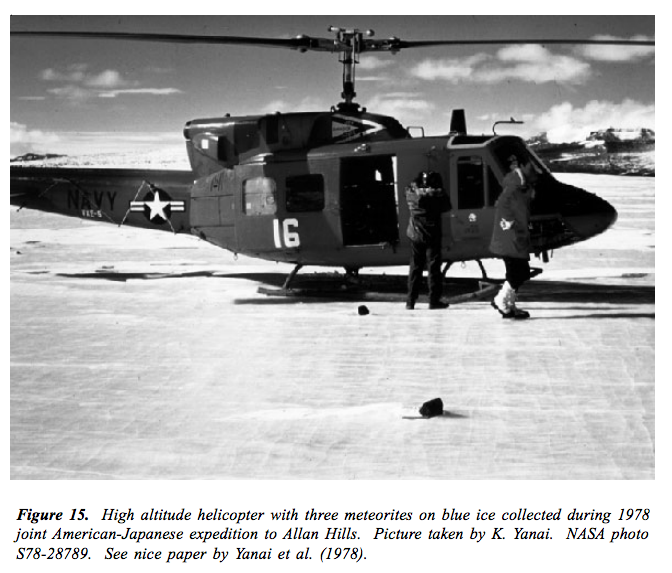 NAVY
VXE-6
16
Figure 15. High altitude helicopter with three meteorites on blue ice collected during 1978
joint American-Japanese expedition to Allan Hills. Picture taken by K. Yanai. NASA photo
S78-28789. See nice paper by Yanai et al. (1978).